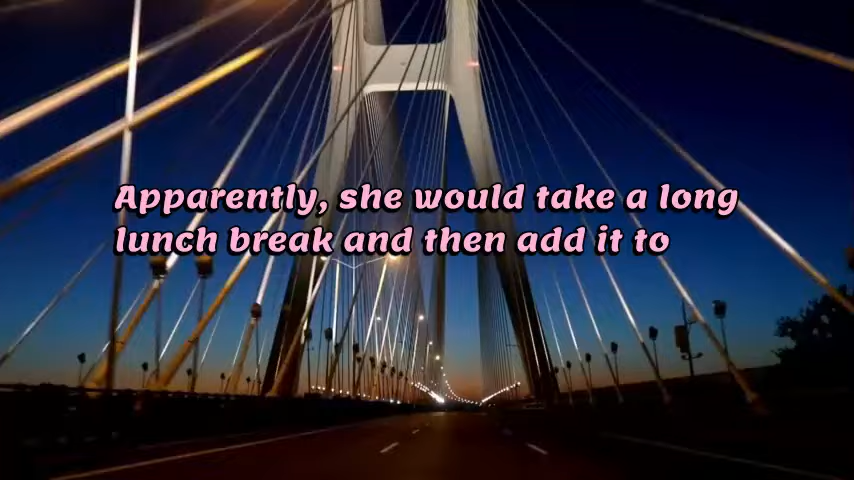 Apparently, she would take a long
lunch break and then add it to